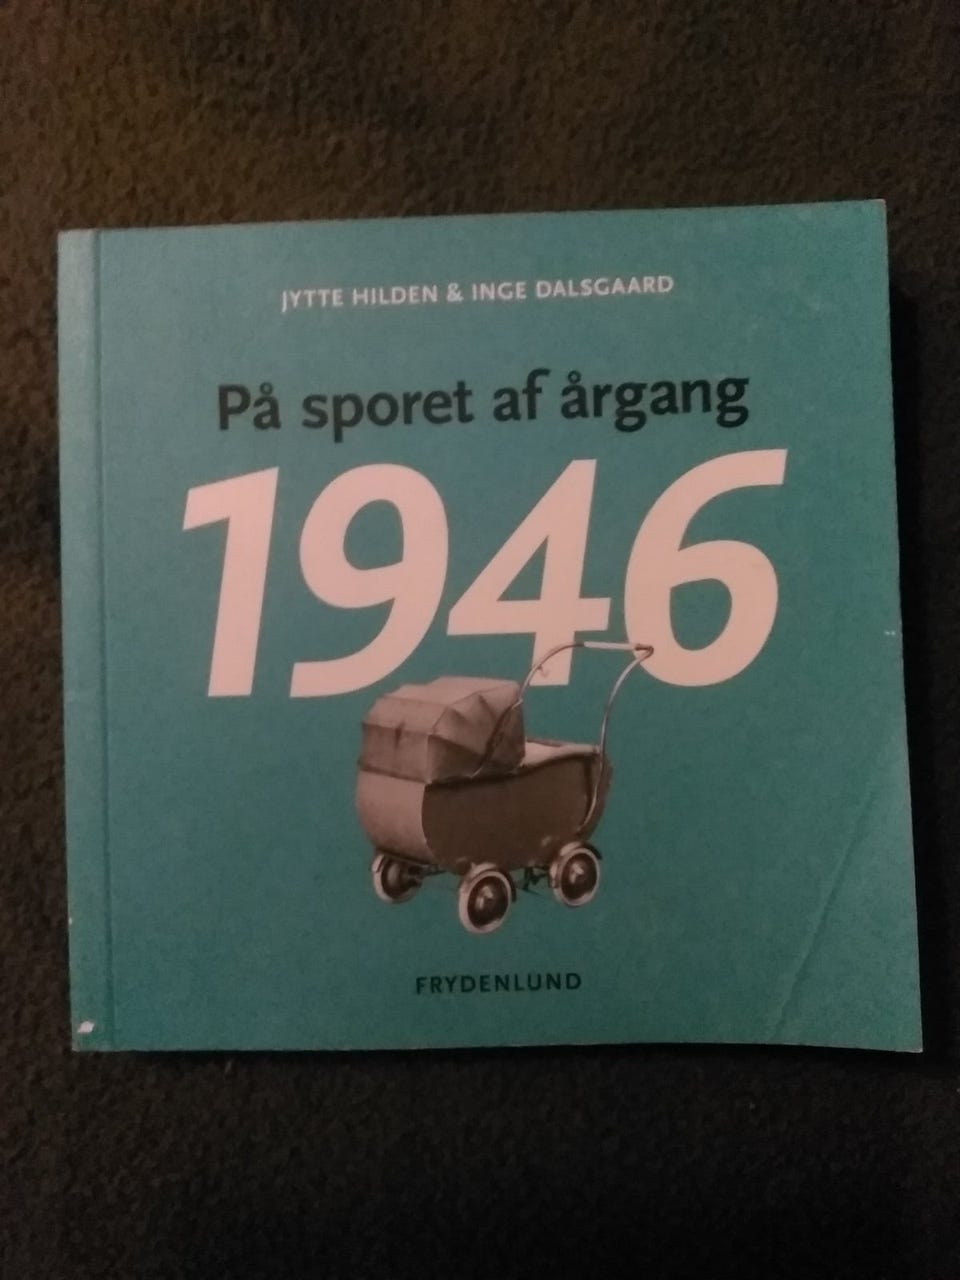 JYTTE HILDEN & INGE DALSGAARD
På sporet af årgang
1946
FRYDENLUND